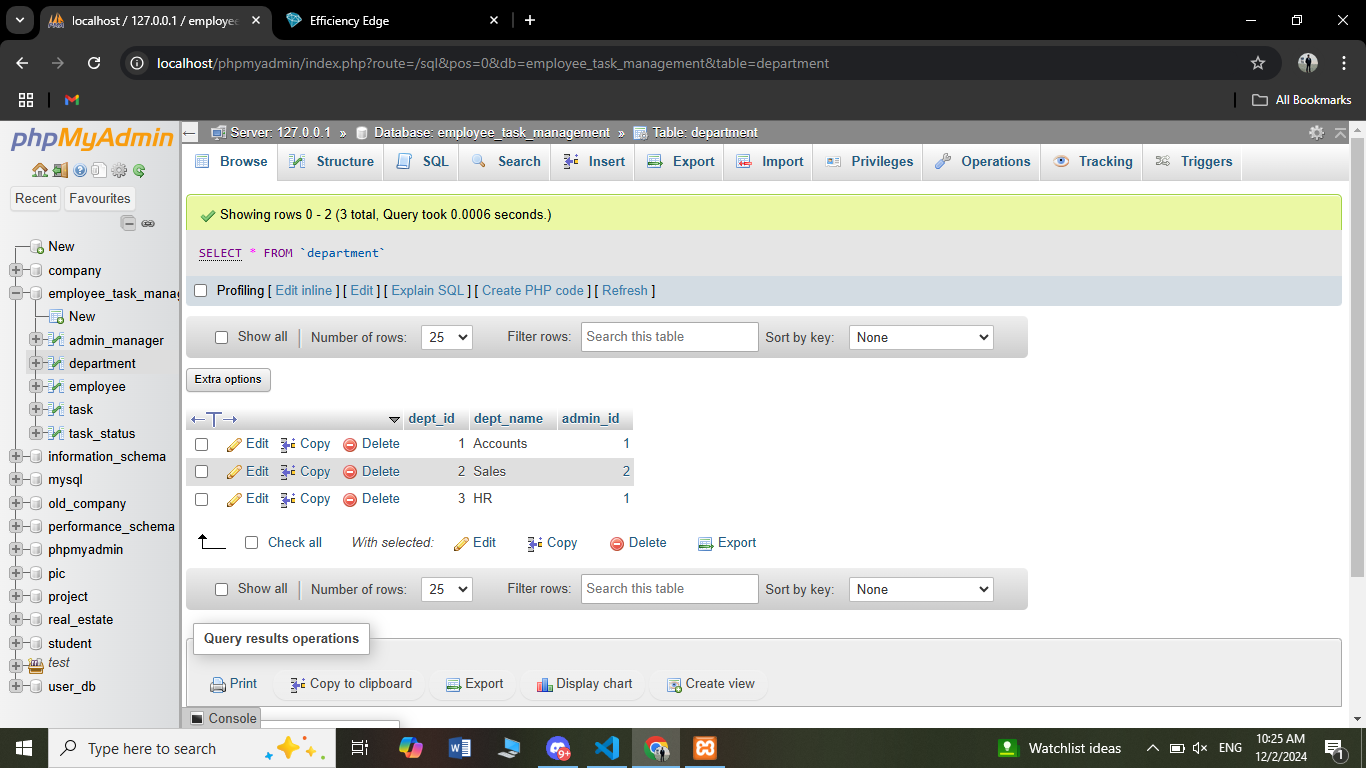 localhost / 127.0.0.1 / employee
Efficiency Edge
localhost/phpmyadmin/index.php?route=/sql&pos=0&db=employee_task_management&table=department
All Bookmarks
phpMyAdmin
Recent
Favourites
New
company
employee_task_manag
New
admin_manager
department
employee
task
task_status
information_schema
mysql
old_company
performance_schema
phpmyadmin
pic
project
real_estate
student
test
user_db
Server: 127.0.0.1 » Database: employee_task_management » Table: department
Browse Structure SQL Search Insert Export Import Privileges Operations Tracking Triggers
Showing rows 0 - 2 (3 total, Query took 0.0006 seconds.)
SELECT * FROM `department`
Profiling [ Edit inline ] [ Edit ] [ Explain SQL ] [ Create PHP code ] [ Refresh ]
Show all Number of rows: 25 Filter rows: Search this table Sort by key: None
Extra options
dept_id dept_name admin_id
Edit Copy Delete 1 Accounts 1
Edit Copy Delete 2 Sales 2
Edit Copy Delete 3 HR 1
Check all With selected: Edit Copy Delete Export
Show all Number of rows: 25 Filter rows: Search this table Sort by key: None
Query results operations
Print Copy to clipboard Export Display chart Create view
Console
Type here to search
9+
Watchlist ideas
ENG
10:25 AM
12/2/2024
1